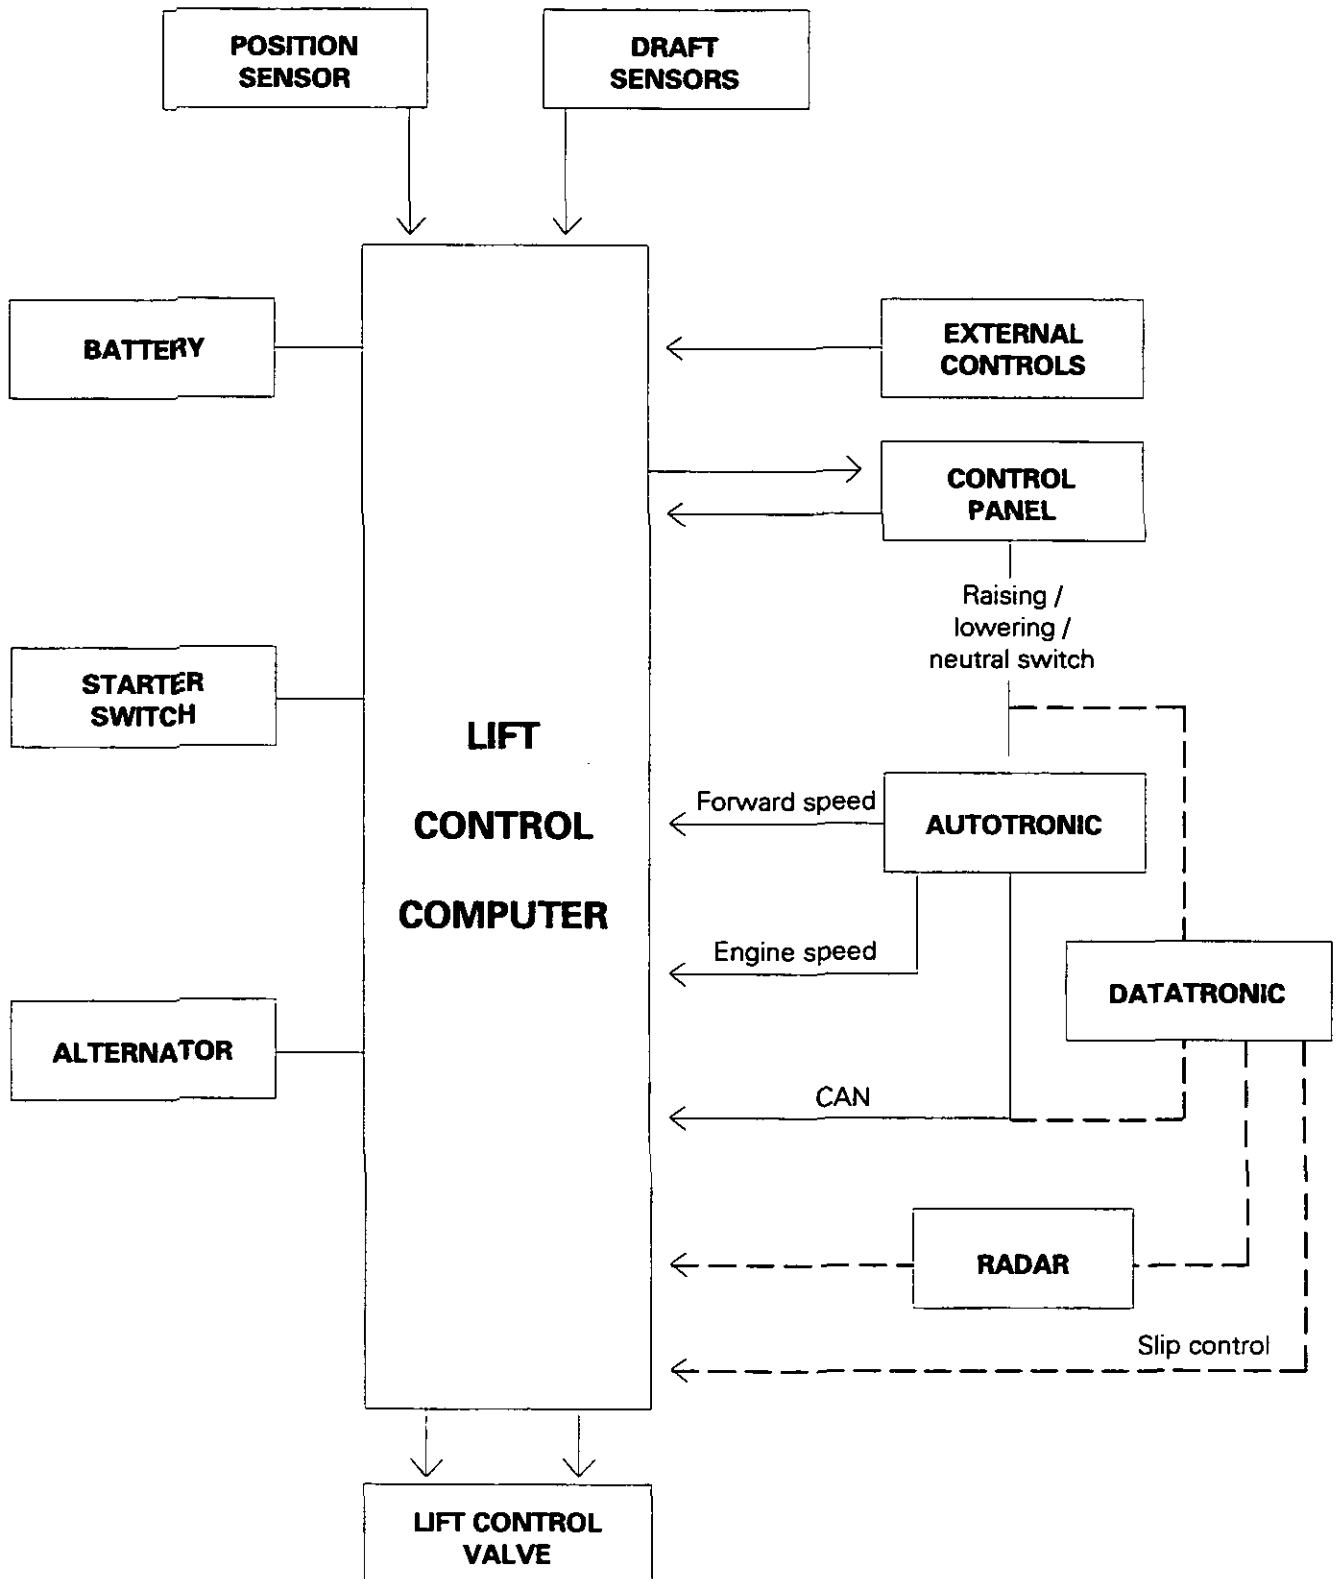 POSITION
SENSOR
DRAFT
SENSORS
BATTERY
EXTERNAL
CONTROLS
CONTROL
PANEL
Raising /
lowering /
neutral switch
STARTER
SWITCH
LIFT
CONTROL
COMPUTER
Forward speed
AUTOTRONIC
Engine speed
DATATRONIC
ALTERNATOR
CAN
RADAR
Slip control
LIFT CONTROL
VALVE